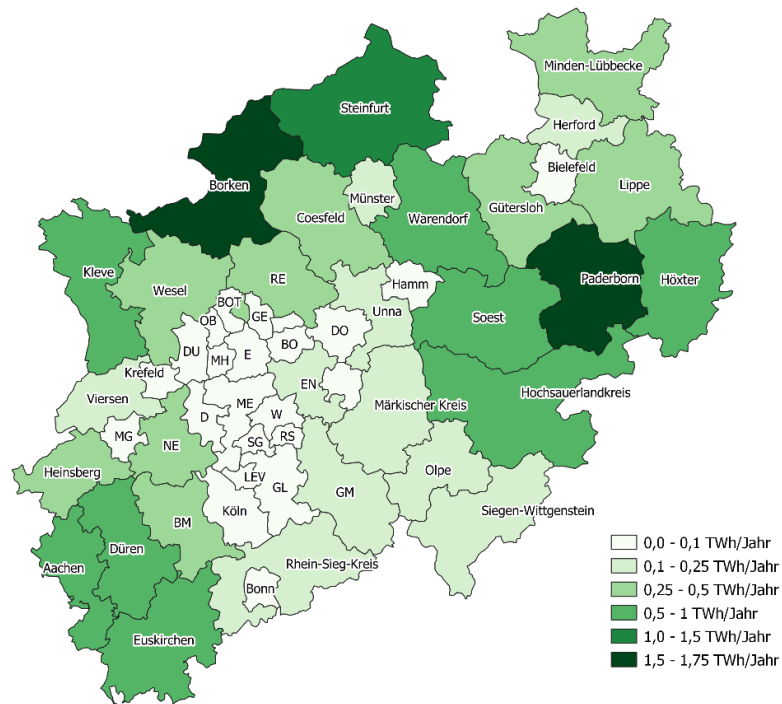 Minden-Lübbecke
Steinfurt
Herford
Bielefeld
Borken
Münster
Lippe
Gütersloh
Coesfeld
Warendorf
Kleve
Paderborn
Höxter
RE
Wesel
Hamm
BOT
Unna
Soest
OB
GE
DO
DU
BO
MH
E
Krefeld
EN
Hochsauerlandkreis
Viersen
Märkischer Kreis
ME
D
W
MG
RS
NE
SG
Heinsberg
Olpe
LEV
GL
GM
Köln
Siegen-Wittgenstein
BM
Düren
Rhein-Sieg-Kreis
Aachen
Bonn
Euskirchen
0,0 - 0,1 TWh/Jahr
0,1 - 0,25 TWh/Jahr
0,25 - 0,5 TWh/Jahr
0,5 - 1 TWh/Jahr
1,0 - 1,5 TWh/Jahr
1,5 - 1,75 TWh/Jahr